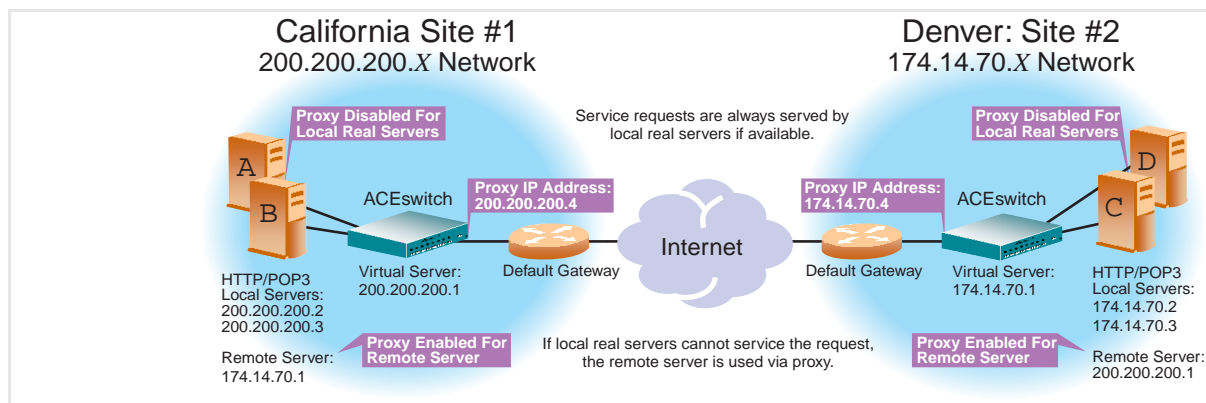 California Site #1
200.200.200.X Network
Denver: Site #2
174.14.70.X Network
Proxy Disabled For
Local Real Servers
Service requests are always served by
local real servers if available.
Proxy Disabled For
Local Real Servers
A
B
D
C
ACEswitch
Proxy IP Address:
200.200.200.4
Proxy IP Address:
174.14.70.4
ACEswitch
Internet
Default Gateway
Default Gateway
Virtual Server:
200.200.200.1
Virtual Server:
174.14.70.1
HTTP/POP3
Local Servers:
200.200.200.2
200.200.200.3
HTTP/POP3
Local Servers:
174.14.70.2
174.14.70.3
Proxy Enabled For
Remote Server
If local real servers cannot service the request,
the remote server is used via proxy.
Proxy Enabled For
Remote Server
Remote Server:
174.14.70.1
Remote Server:
200.200.200.1